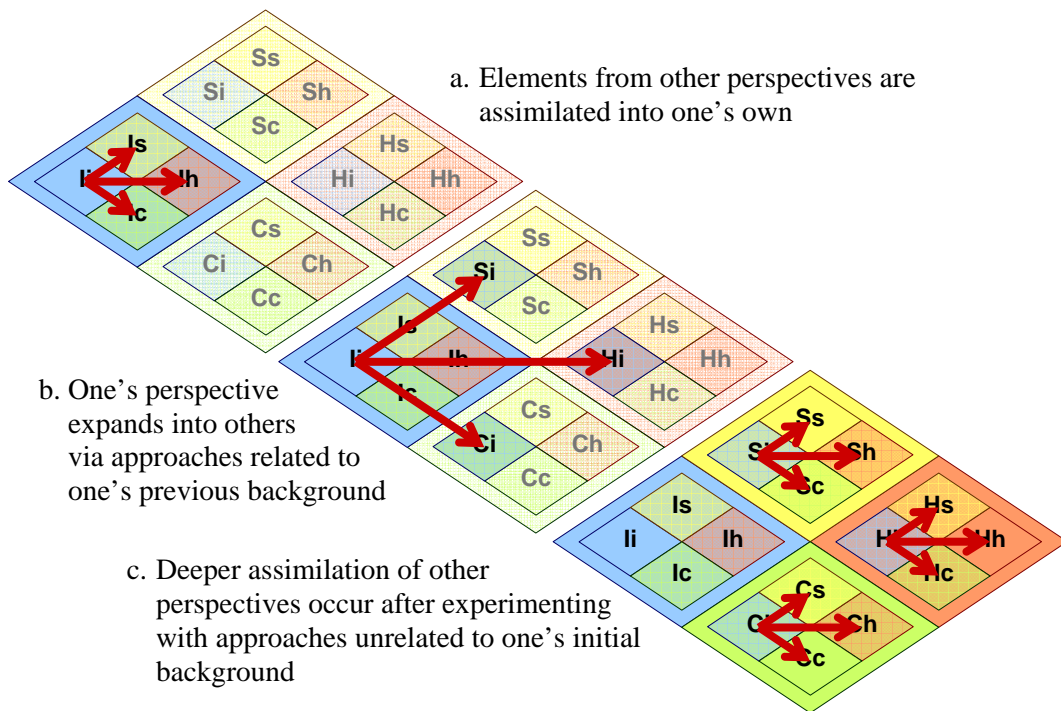 Ss
Si Sh
Sc
a. Elements from other perspectives are
assimilated into one's own
Is
Ii Ih
Ic
Hs
Hi Hh
Hc
Cs
Ci Ch
Cc
Ss
Si Sh
Sc
Is
Ii Ih
Ic
Hs
Hi Hh
Hc
Cs
Ci Ch
Cc
b. One's perspective
expands into others
via approaches related to
one's previous background
Ss
Si Sh
Sc
Is
Ii Ih
Ic
Hs
Hi Hh
Hc
Cs
Ci Ch
Cc
c. Deeper assimilation of other
perspectives occur after experimenting
with approaches unrelated to one's initial
background